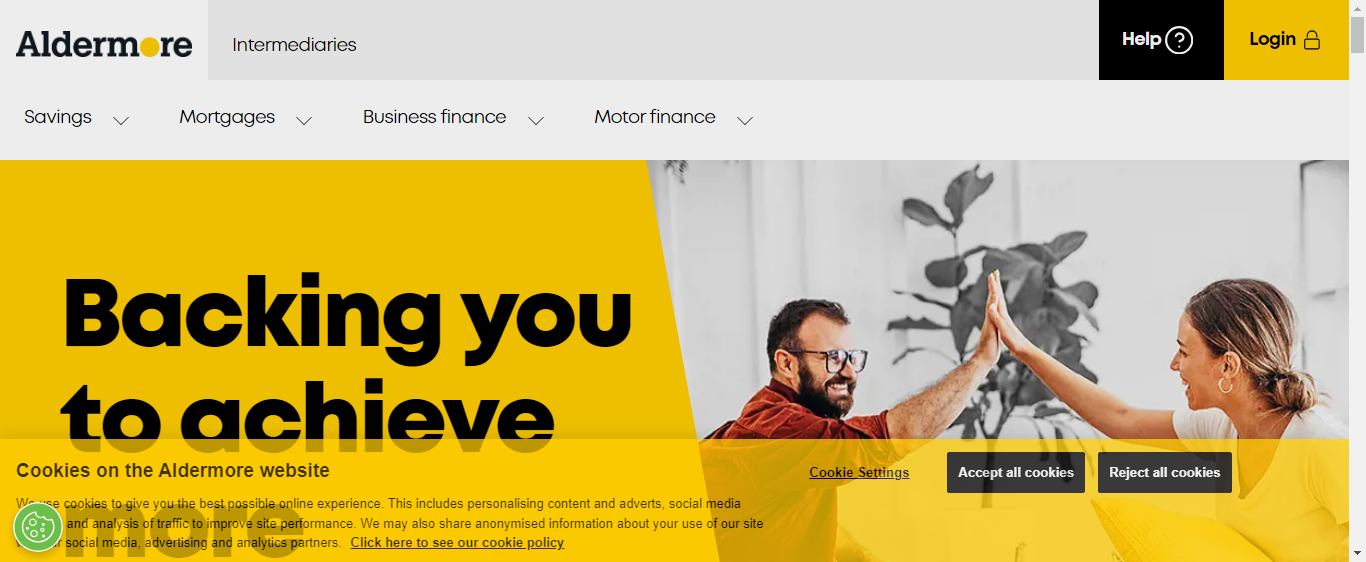 Aldermore
Intermediaries
Help
Login
Savings
Mortgages
Business finance
Motor finance
Backing you
to achieve
more
Cookies on the Aldermore website
We use cookies to give you the best possible online experience. This includes personalising content and adverts, social media
and analysis of traffic to improve site performance. We may also share anonymised information about your use of our site
social media, advertising and analytics partners. Click here to see our cookie policy
Cookie Settings
Accept all cookies
Reject all cookies